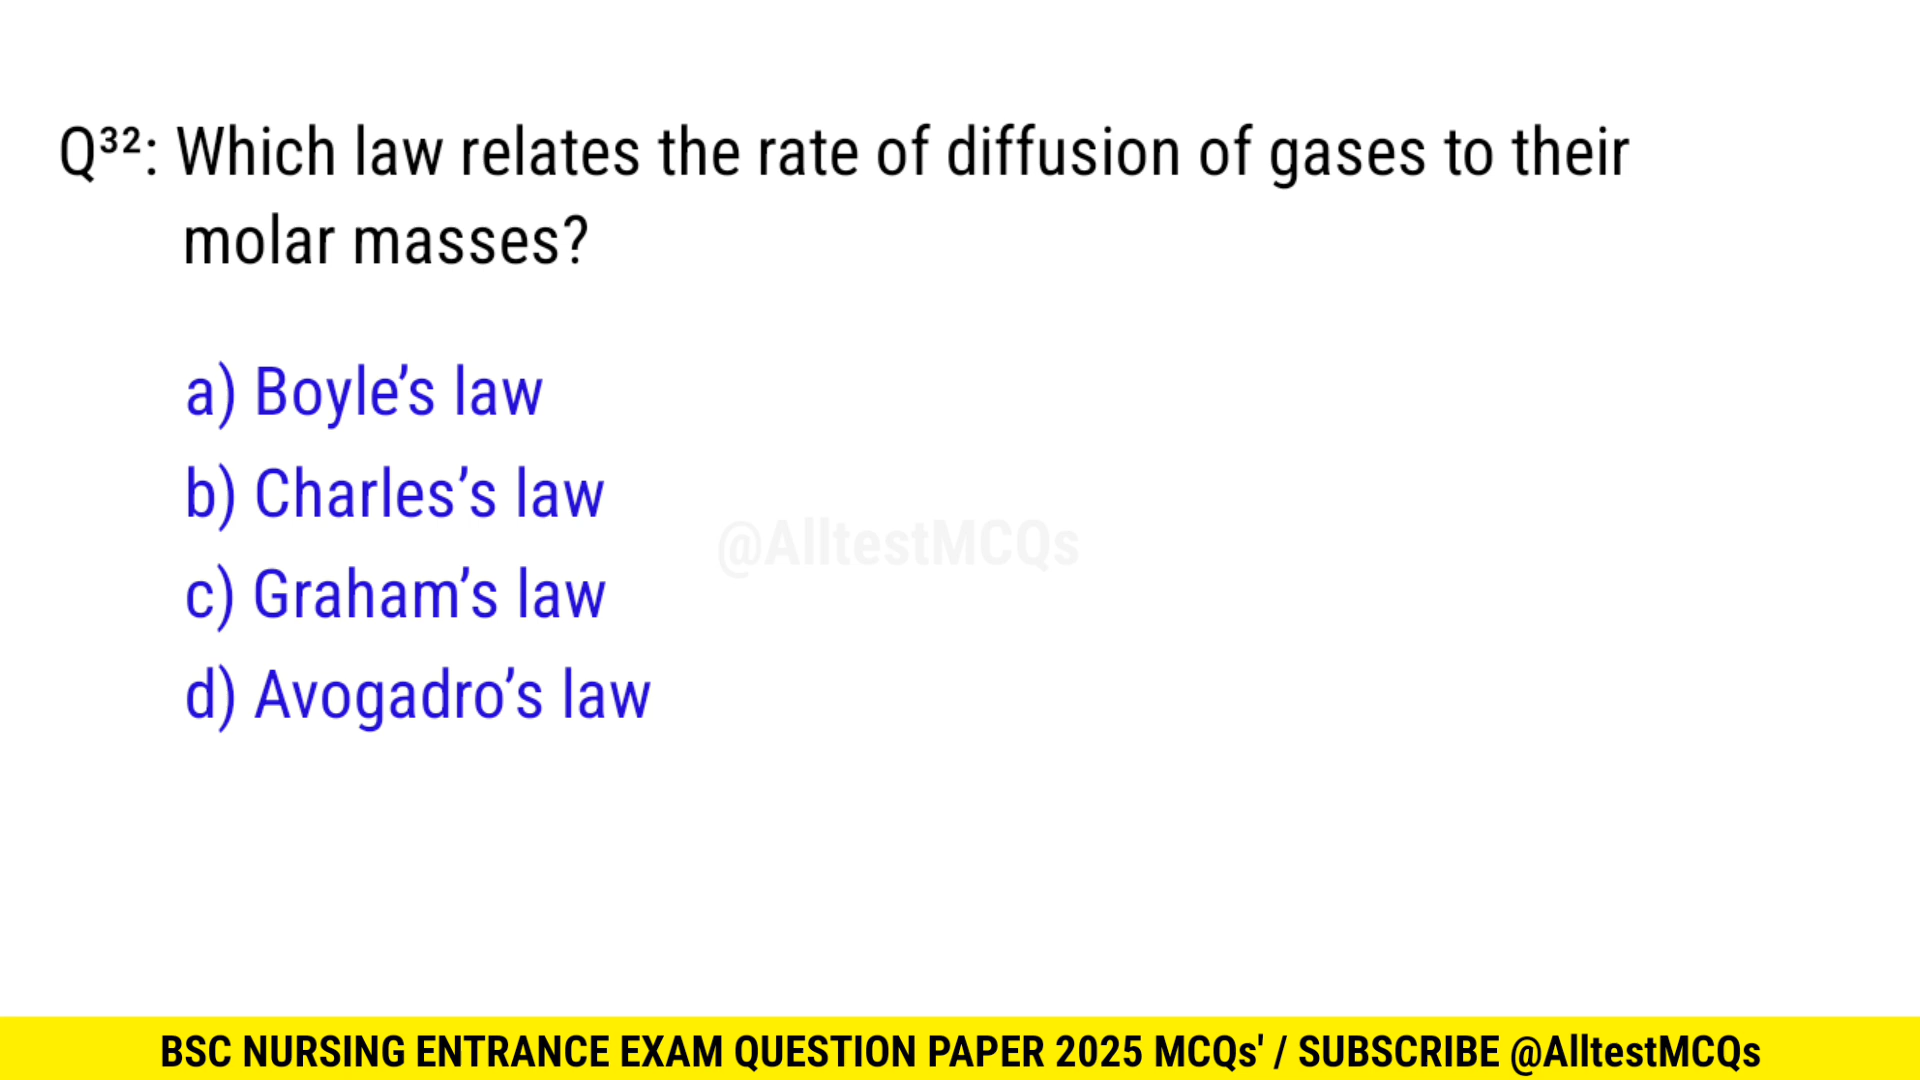 Q³²: Which law relates the rate of diffusion of gases to their
molar masses?
a) Boyle’s law
b) Charles’s law
@AlltestMCQs
c) Graham’s law
d) Avogadro’s law
BSC NURSING ENTRANCE EXAM QUESTION PAPER 2025 MCQs' / SUBSCRIBE @AlltestMCQs